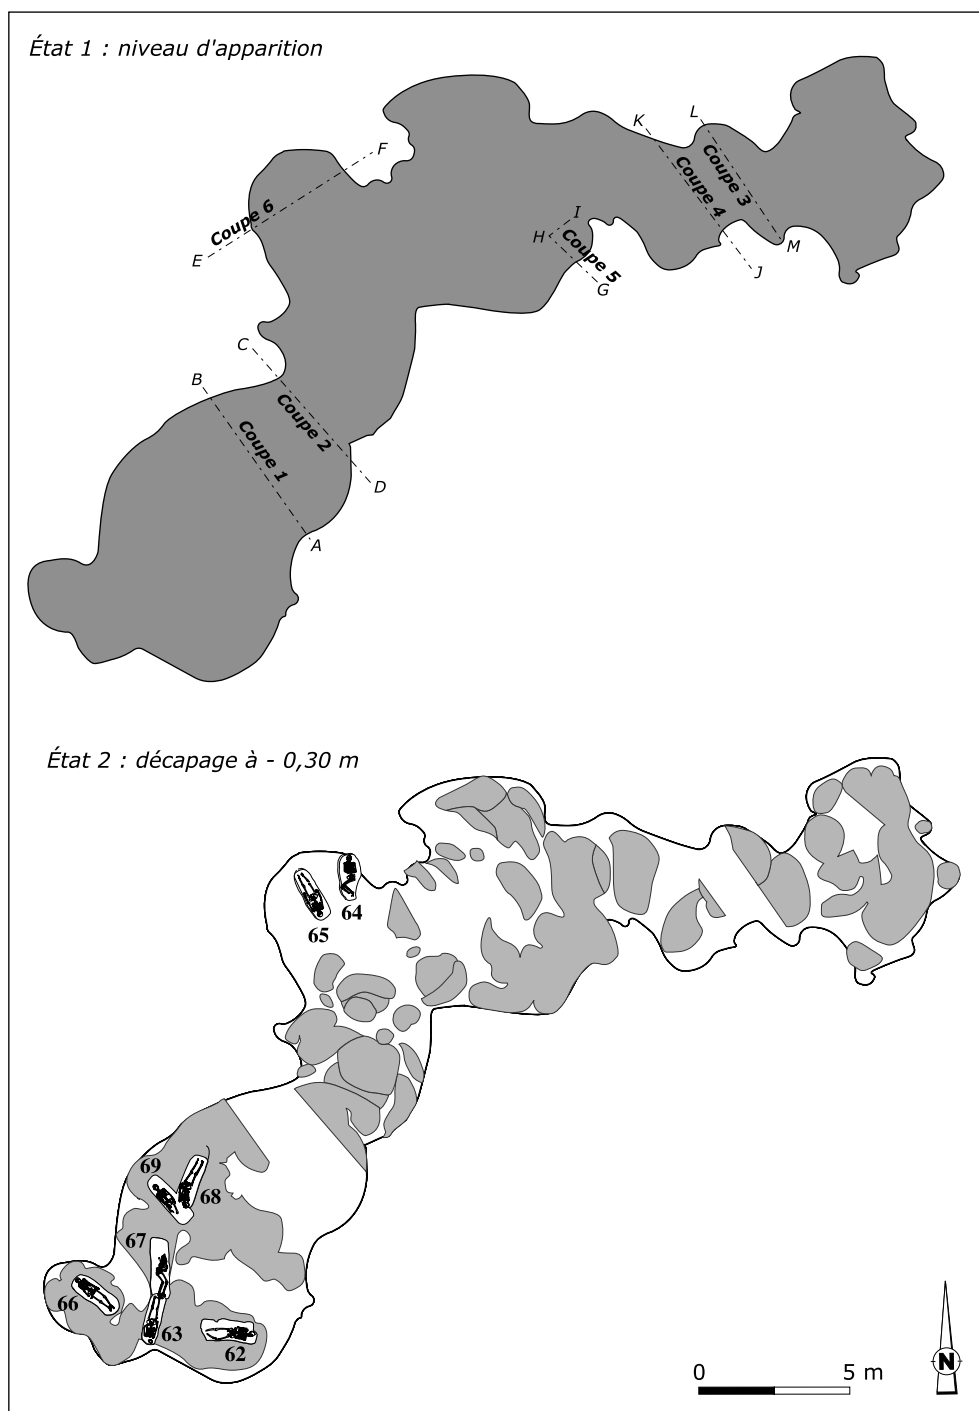 État 1 : niveau d'apparition
K
L
F
Coupe 3
Coupe 4
Coupe 6
I
H
E
Coupe 5
M
J
G
C
B
Coupe 2
Coupe 1
D
A
État 2 : décapage à - 0,30 m
64
65
69
68
67
66
63
62
0 5 m
N